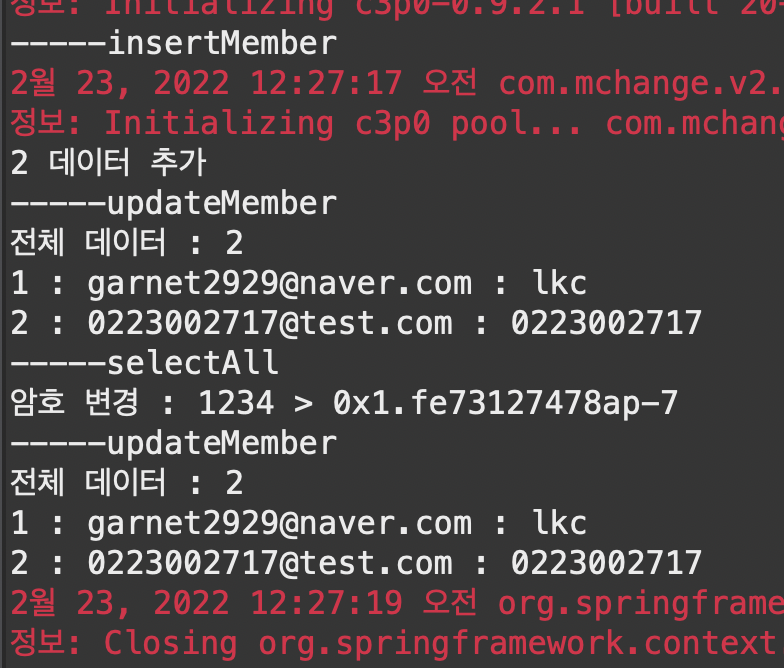 정보: Initializing c3p0-0.9.2.1 [built 20-
-----insertMember
2월 23, 2022 12:27:17 오전 com.mchange.v2.
정보: Initializing c3p0 pool... com.mchang
2 데이터 추가
-----updateMember
전체 데이터 : 2
1 : garnet2929@naver.com : lkc
2 : 0223002717@test.com : 0223002717
-----selectAll
암호 변경 : 1234 > 0x1.fe73127478ap-7
-----updateMember
전체 데이터 : 2
1 : garnet2929@naver.com : lkc
2 : 0223002717@test.com : 0223002717
2월 23, 2022 12:27:19 오전 org.springframe
정보: Closing org.springframework.context